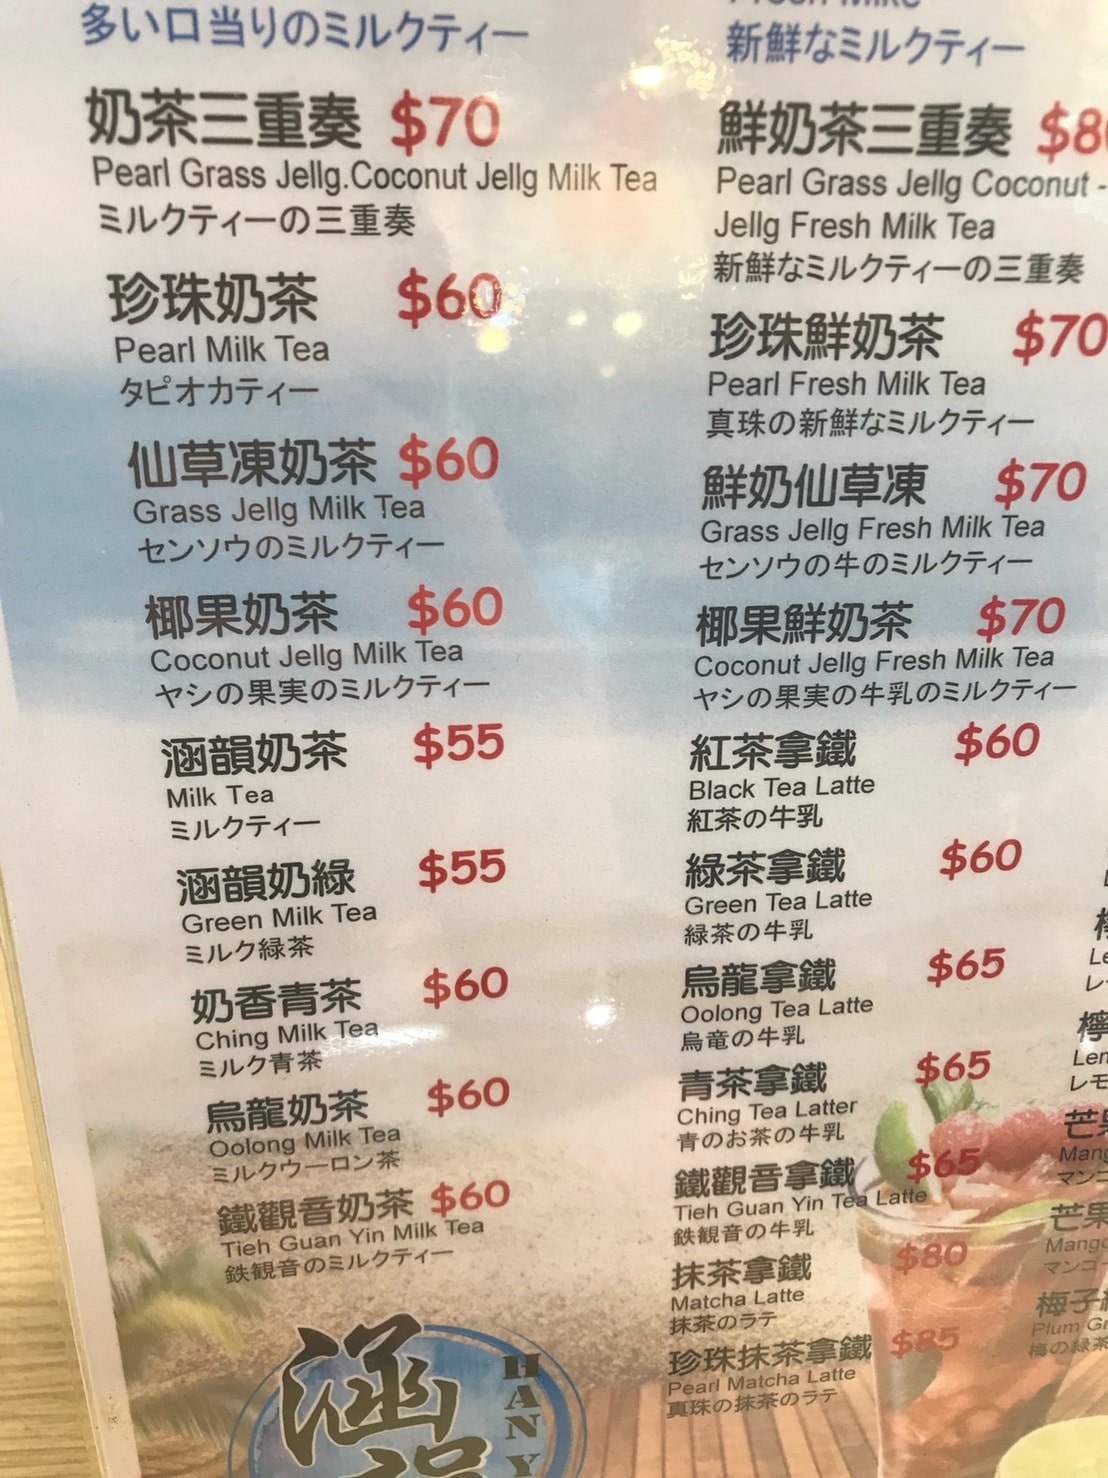 多い口当りのミルクティー
奶茶三重奏 $70
Pearl Grass Jellg.Coconut Jellg Milk Tea
ミルクティーの三重奏
珍珠奶茶 $60
Pearl Milk Tea
タピオカティー
仙草凍奶茶 $60
Grass Jellg Milk Tea
センソウのミルクティー
椰果奶茶 $60
Coconut Jellg Milk Tea
ヤシの果実のミルクティー
涵韻奶茶 $55
Milk Tea
ミルクティー
涵韻奶綠 $55
Green Milk Tea
ミルク緑茶
奶香青茶 $60
Ching Milk Tea
ミルク青茶
烏龍奶茶 $60
Oolong Milk Tea
ミルクウーロン茶
鐵觀音奶茶 $60
Tieh Guan Yin Milk Tea
鉄観音のミルクティー
涵
HAN Y
新鮮なミルクティー
鮮奶茶三重奏
Pearl Grass Jellg Coconut -
Jellg Fresh Milk Tea
新鮮なミルクティーの三重奏
珍珠鮮奶茶 $70
Pearl Fresh Milk Tea
真珠の新鮮なミルクティー
鮮奶仙草凍 $70
Grass Jellg Fresh Milk Tea
センソウの牛のミルクティー
椰果鮮奶茶 $70
Coconut Jellg Fresh Milk Tea
ヤシの果実の牛乳のミルクティー
紅茶拿鐵 $60
Black Tea Latte
紅茶の牛乳
綠茶拿鐵 $60
Green Tea Latte
緑茶の牛乳
烏龍拿鐵 $65
Oolong Tea Latte
烏竜の牛乳
青茶拿鐵 $65
Ching Tea Latter
青のお茶の牛乳
鐵觀音拿鐵 $65
Tieh Guan Yin Tea Latte
鉄観音の牛乳
抹茶拿鐵 $80
Matcha Latte
抹茶のラテ
珍珠抹茶拿鐵 $85
Pearl Matcha Latte
真珠の抹茶のラテ